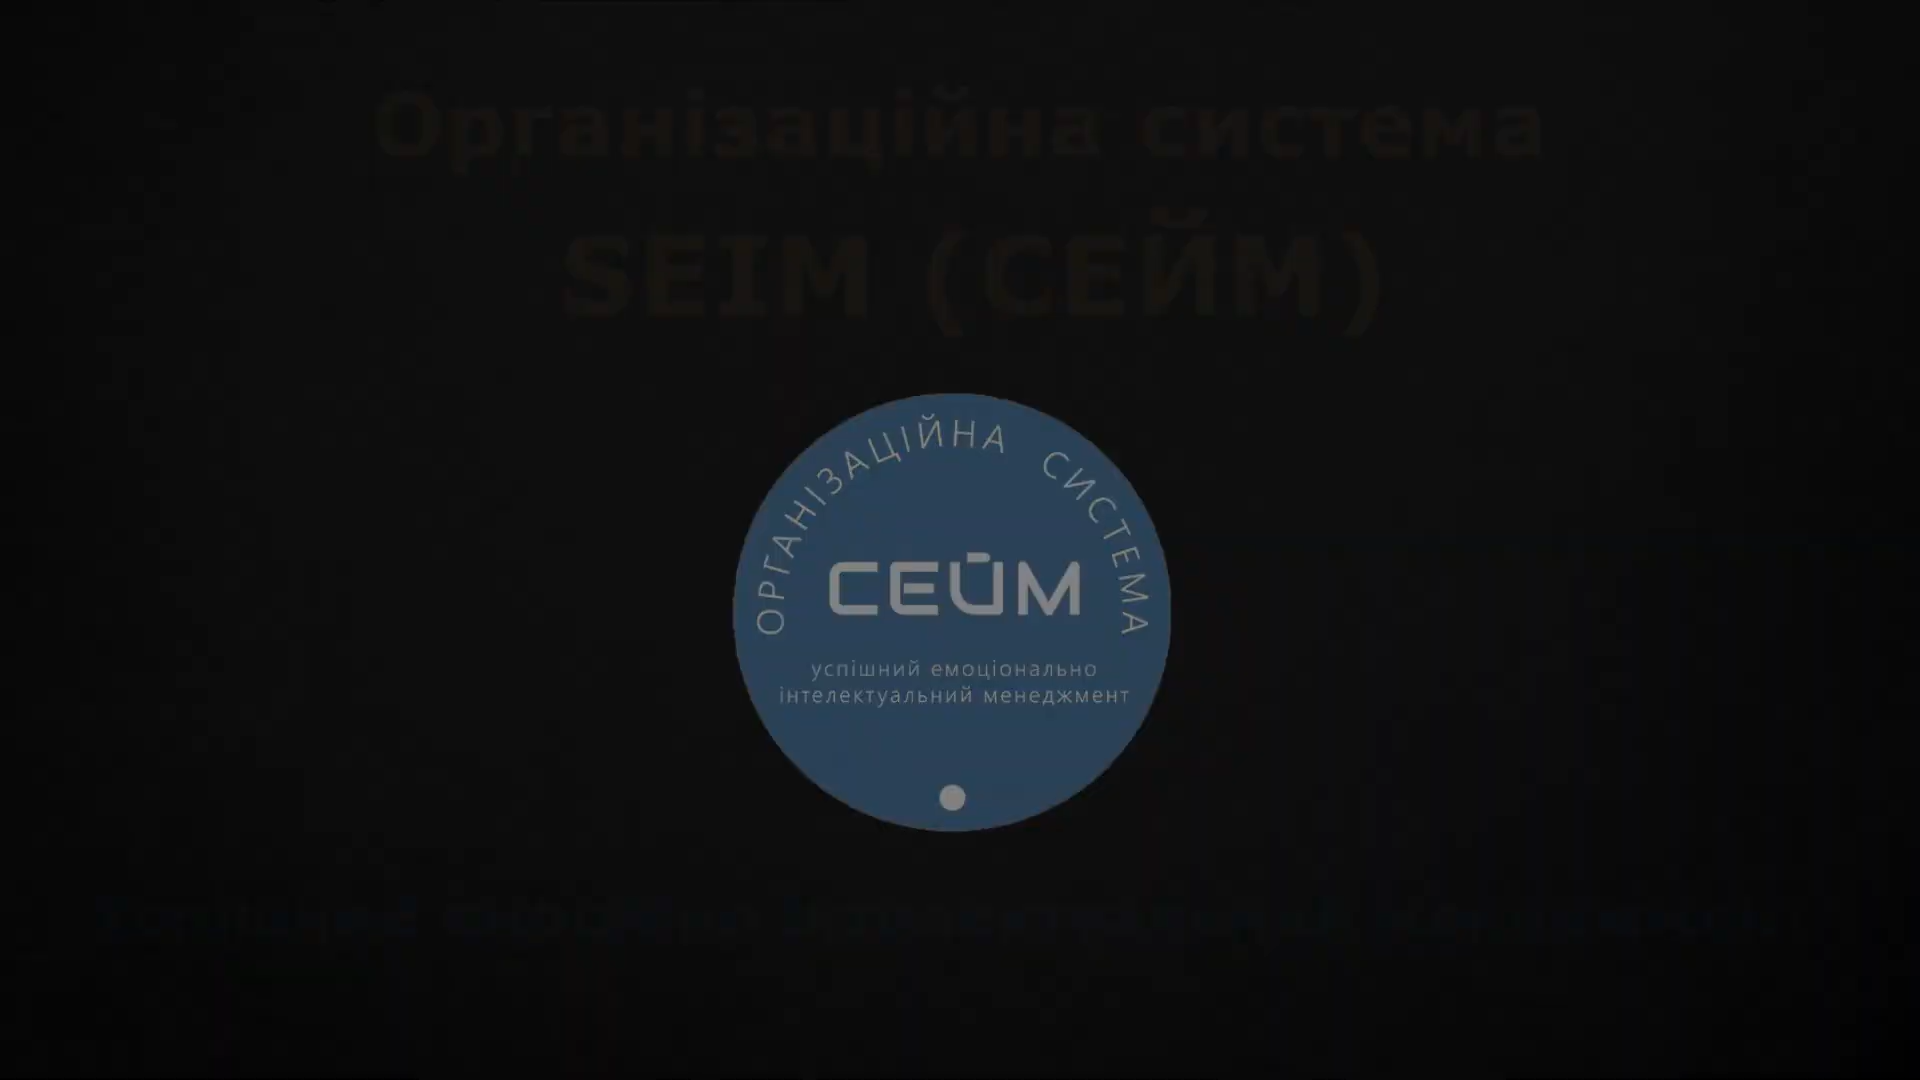 Організаційна система
SEIM (СЕЙМ)
ОРГАНІЗАЦІЙНА СИСТЕМА
СЕЙМ
успішний емоціонально
інтелектуальний менеджмент